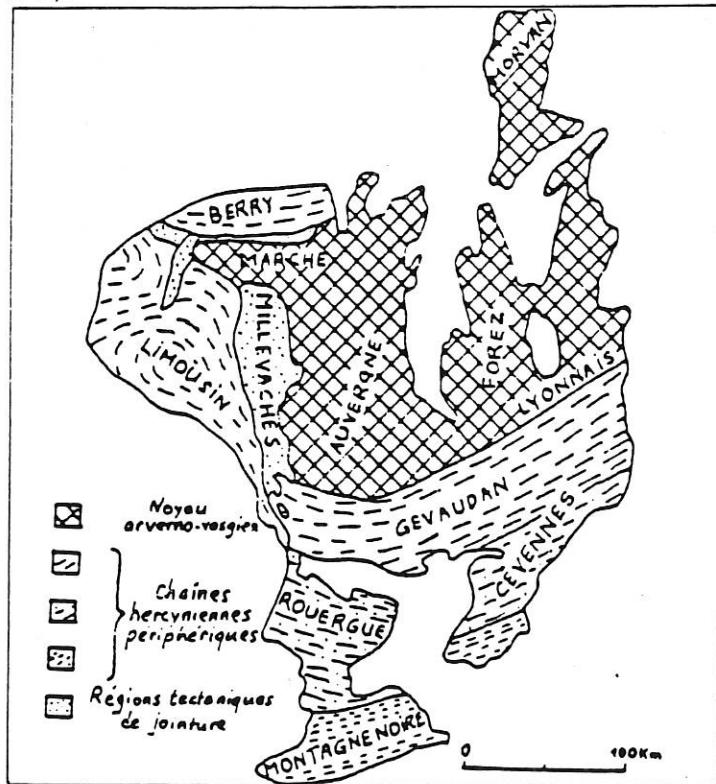 MORVAN
BERRY
MARCHE
MILLEVACHES
LIMOUSIN
AUVERGNE
FOREZ
LYONNAIS
GEVAUDAN
CEVENNES
ROUERGUE
MONTAGNE NOIRE
Noyau
arverno-vosgien
Chaînes
hercyniennes
périphériques
Régions tectoniques
de jointure
0
100Km